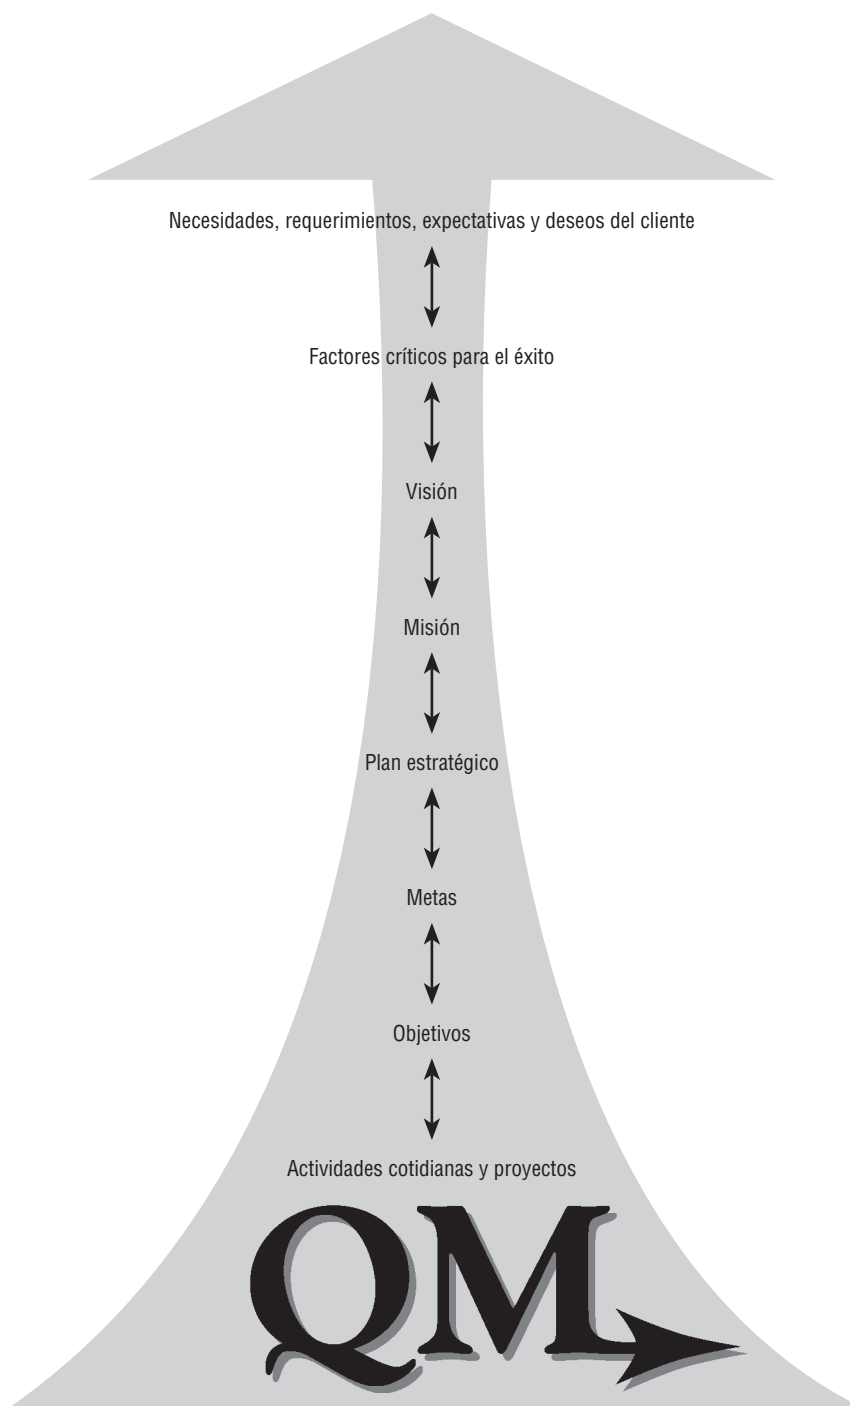 Necesidades, requerimientos, expectativas y deseos del cliente
Factores críticos para el éxito
Visión
Misión
Plan estratégico
Metas
Objetivos
Actividades cotidianas y proyectos
QM